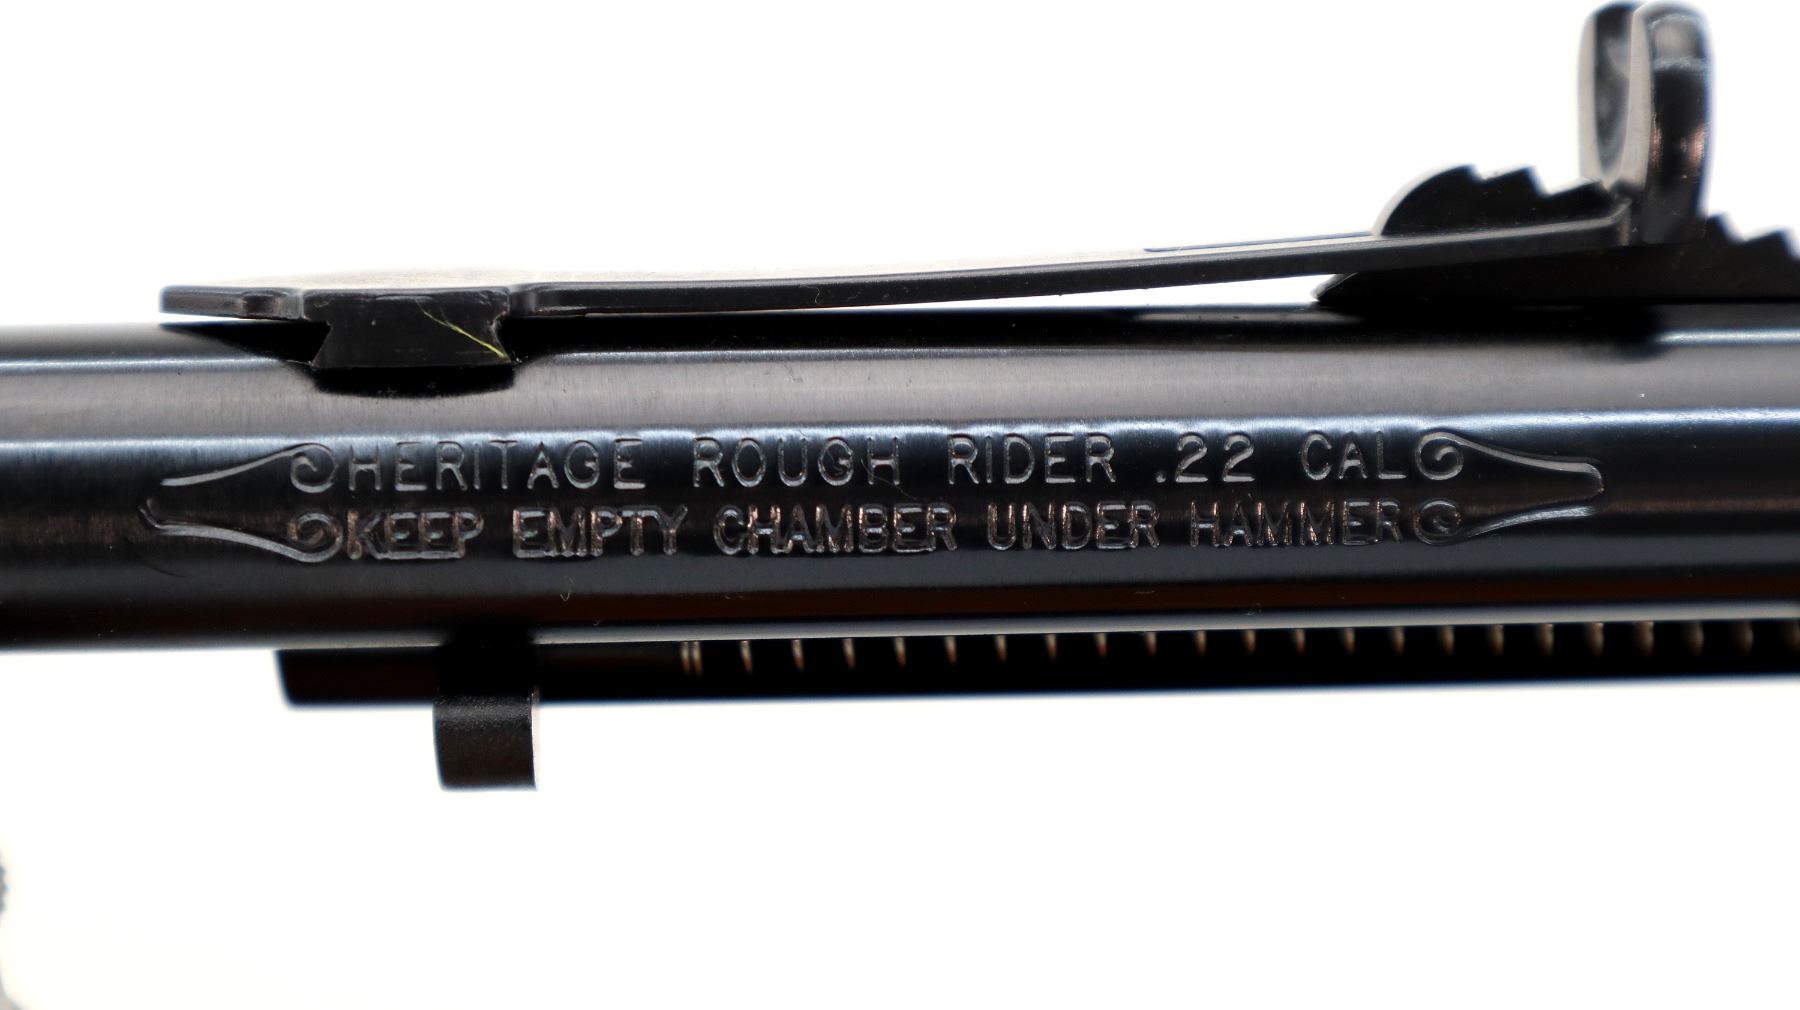 HERITAGE ROUGH RIDER .22 CAL
KEEP EMPTY CHAMBER UNDER HAMMER